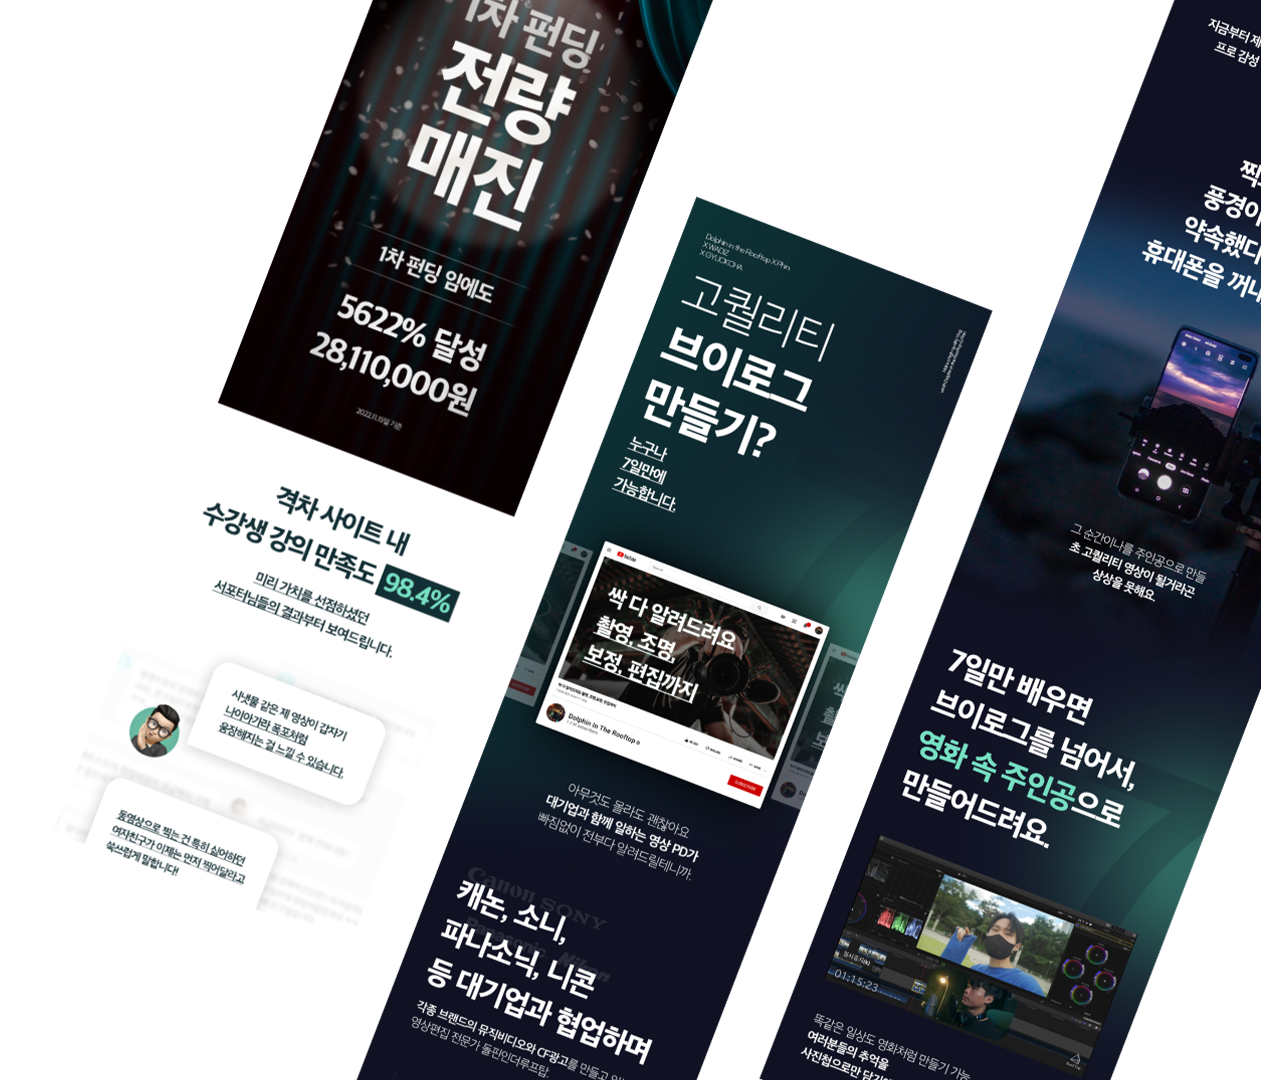 1차 펀딩
전량
매진
1차 펀딩 임에도
5622% 달성
28,110,000원
2022.11.15일 기준
격차 사이트 내
수강생 강의 만족도 98.4%
미리 가치를 선점하셨던
서포터님들의 결과부터 보여드립니다.
시냇물 같은 제 영상이 갑자기
나이아가라 폭포처럼
웅장해지는 걸 느낄 수 있습니다.
동영상으로 찍는 건 특히 싫어하던
여자친구가 이제는 먼저 찍어달라고
쑥쓰럽게 말합니다!
Dolphin in the Rooftop X Phin
X WADIZ
X GYUCKCHA
고퀄리티
브이로그
만들기?
누구나
7일만에
가능합니다.
YouTube
Search
싹 다 알려드려요
촬영, 조명,
보정, 편집까지
Dolphin In The Rooftop
SUBSCRIBE
아무것도 몰라도 괜찮아요
대기업과 함께 일하는 영상 PD가
빠짐없이 전부다 알려드릴테니까.
Canon SONY
Panasonic Nikon
캐논, 소니,
파나소닉, 니콘
등 대기업과 협업하며
각종 브랜드의 뮤직비디오와 CF광고를 만들고
영상편집 전문가 돌핀인더루프탑.
지금부터 제
프로 감성
찍
풍경이
약속했다
휴대폰을 꺼내
그 순간이 나를 주인공으로 만들
초 고퀄리티 영상이 될거라곤
상상을 못해요.
7일만 배우면
브이로그를 넘어서,
영화 속 주인공으로
만들어드려요.
01:15:23
똑같은 일상도 영화처럼 만들기 가능
여러분들의 추억을
사진첩으로만 담기에